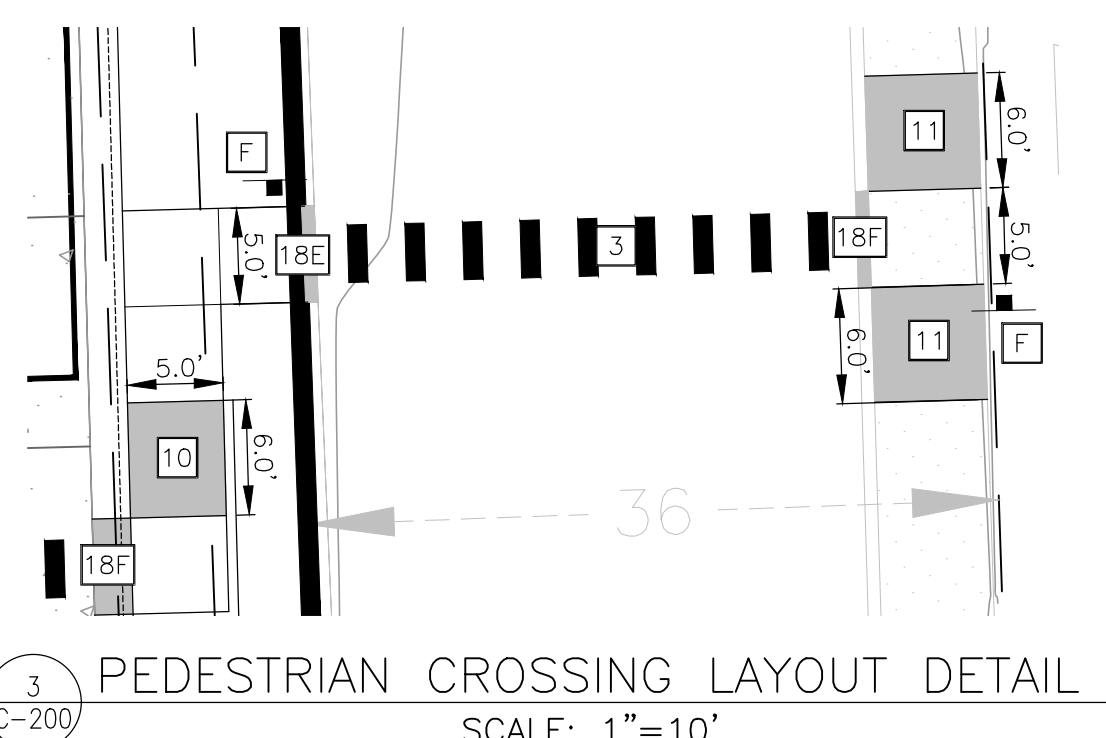 11
6.0'
F
5.0'
18E
3
18F
5.0'
11
6.0'
F
5.0'
10
6.0'
36
18F
3
C-200
PEDESTRIAN CROSSING LAYOUT DETAIL
SCALE: 1"=10'